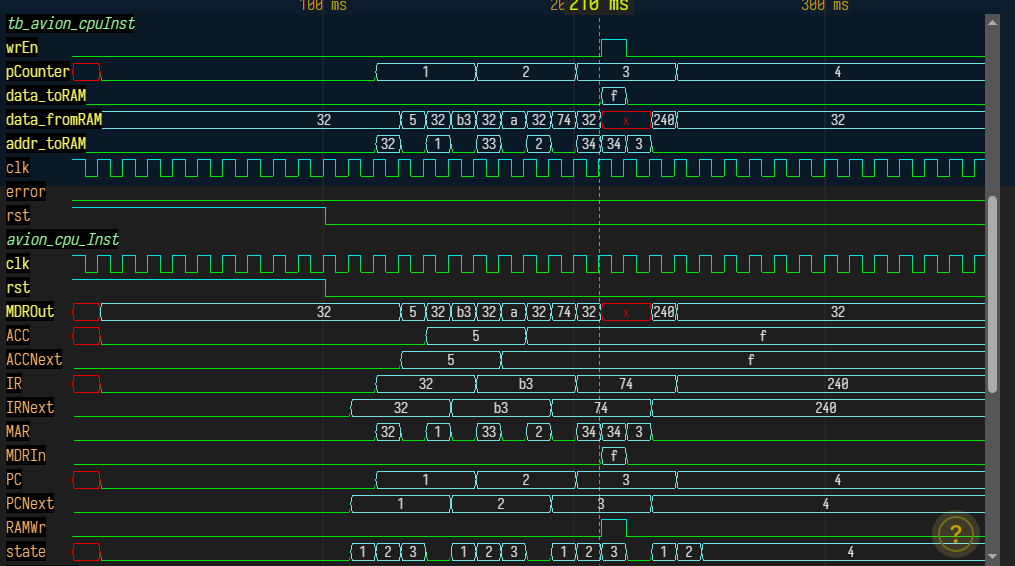 100 ms 210 ms 300 ms
tb_avion_cpuInst
wrEn
pCounter 1 2 3 4
data_toRAM f
data_fromRAM 32 5 32 b3 32 a 32 74 32 x 240 32
addr_toRAM 32 1 33 2 34 34 3
clk
error
rst
avion_cpu_Inst
clk
rst
MDROut 32 5 32 b3 32 a 32 74 32 x 240 32
ACC 5 f
ACCNext 5 f
IR 32 b3 74 240
IRNext 32 b3 74 240
MAR 32 1 33 2 34 34 3
MDRIn f
PC 1 2 3 4
PCNext 1 2 3 4
RAMWr
state 1 2 3 1 2 3 1 2 3 1 2 4
?